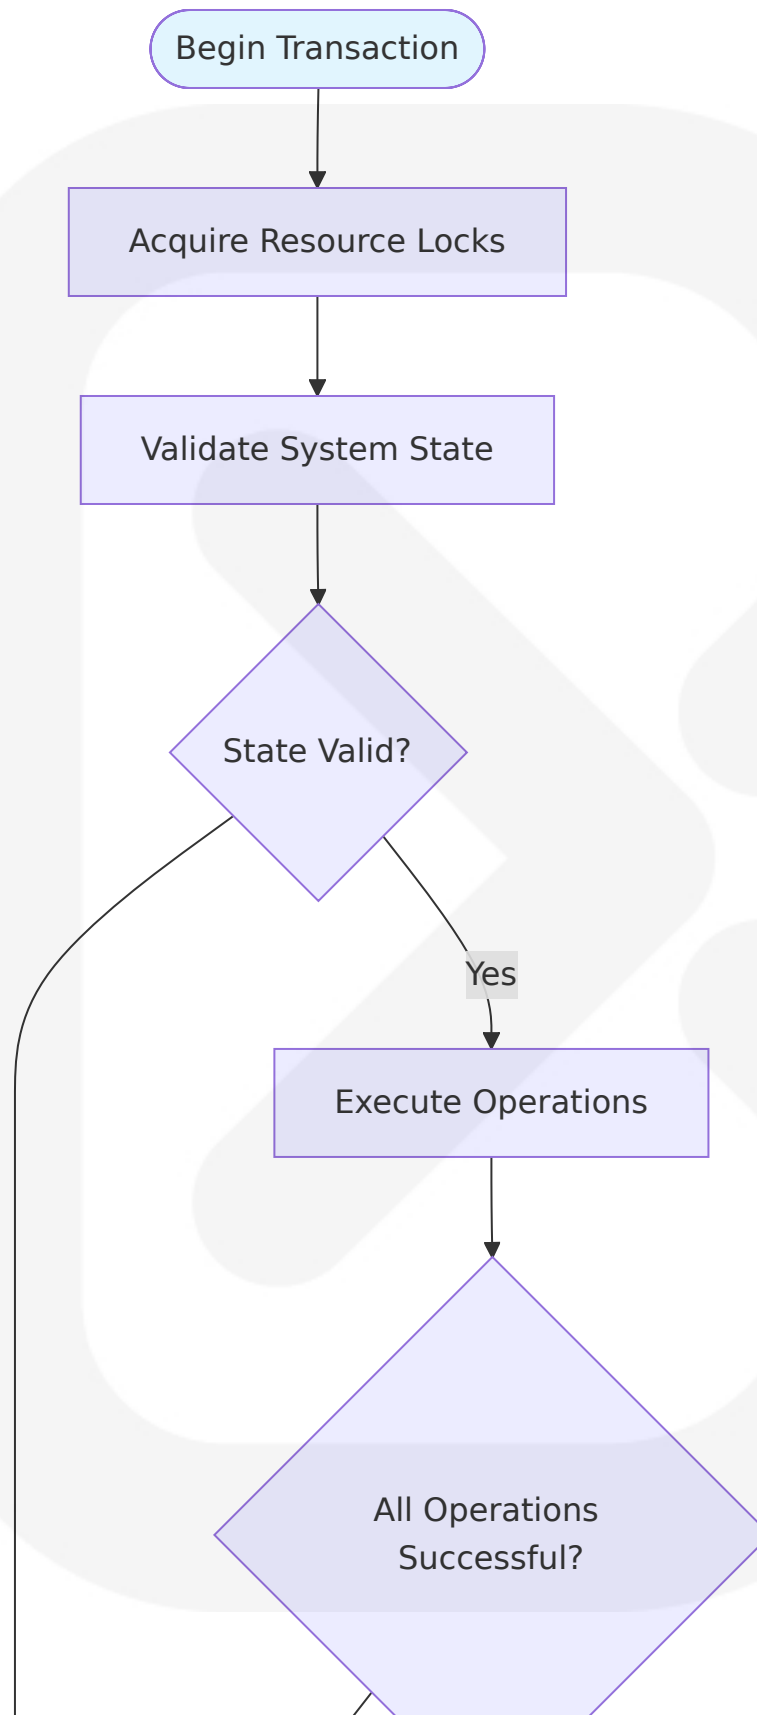 Begin Transaction
Acquire Resource Locks
Validate System State
State Valid?
Yes
Execute Operations
All Operations
Successful?